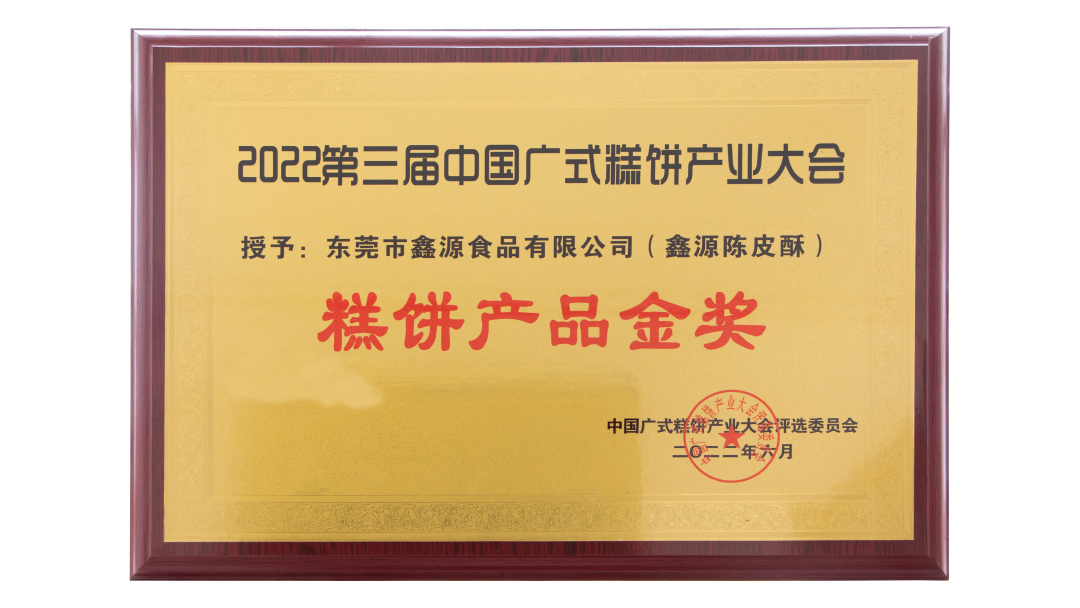 2022第三届中国广式糕饼产业大会
授予：东莞市鑫源食品有限公司（鑫源陈皮酥）
糕饼产品金奖
中国广式糕饼产业大会评选委员会
二〇二二年六月